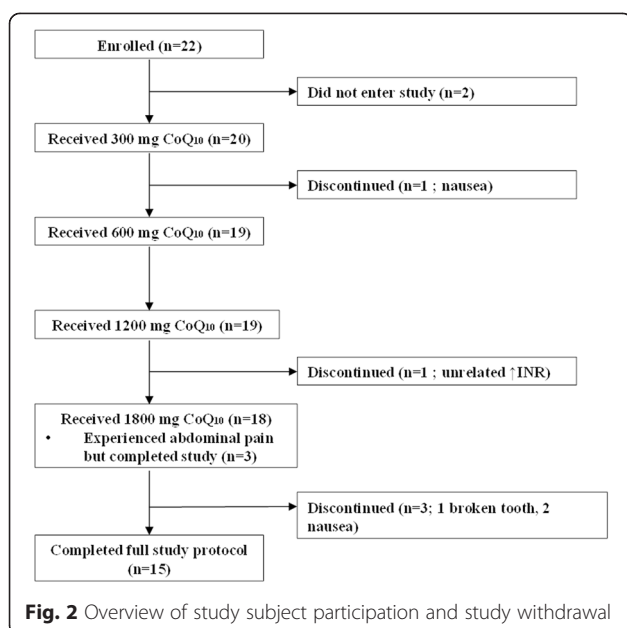 Enrolled (n=22)
Did not enter study (n=2)
Received 300 mg CoQ10 (n=20)
Discontinued (n=1 ; nausea)
Received 600 mg CoQ10 (n=19)
Received 1200 mg CoQ10 (n=19)
Discontinued (n=1 ; unrelated ↑INR)
Received 1800 mg CoQ10 (n=18)
• Experienced abdominal pain
but completed study (n=3)
Discontinued (n=3; 1 broken tooth, 2
nausea)
Completed full study protocol
(n=15)
Fig. 2 Overview of study subject participation and study withdrawal